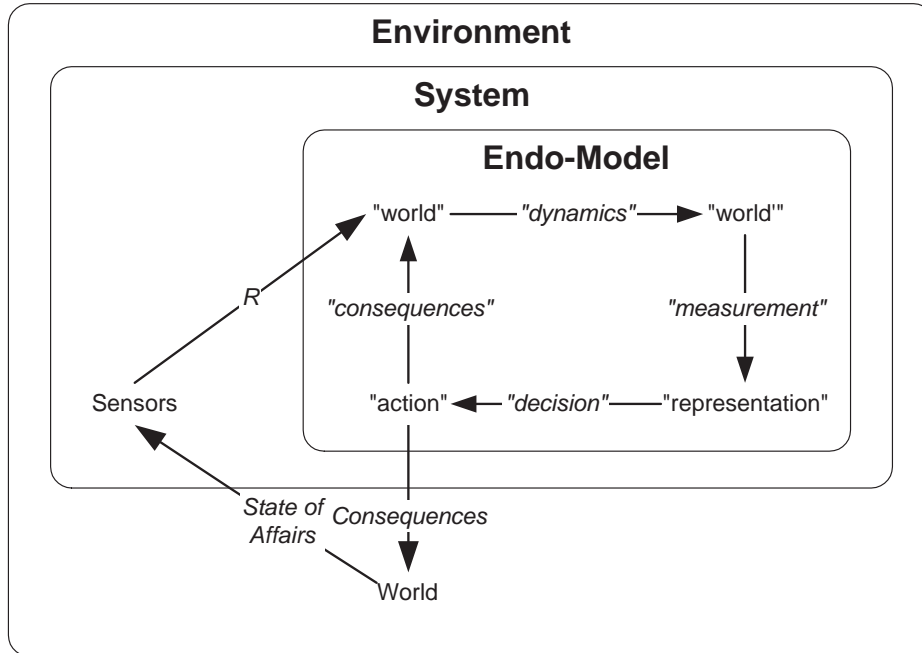 Environment
System
Endo-Model
"world" "dynamics" "world'"
R
"consequences" "measurement"
Sensors "action" "decision" "representation"
State of
Affairs
Consequences
World